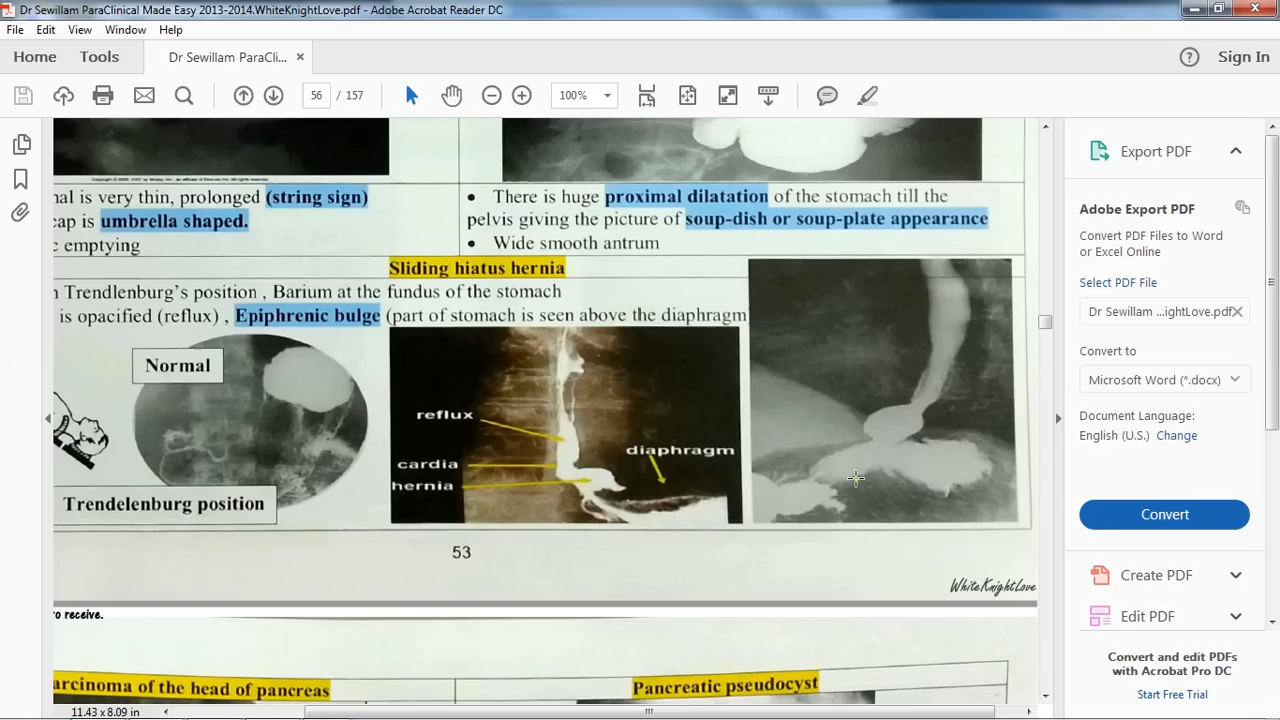 Dr Sewillam ParaClinical Made Easy 2013-2014.WhiteKnightLove.pdf - Adobe Acrobat Reader DC
File Edit View Window Help
Home Tools Dr Sewillam ParaCli... × ? Sign In
56 / 157 100%
nal is very thin, prolonged (string sign)
cap is umbrella shaped.
c emptying
• There is huge proximal dilatation of the stomach till the
pelvis giving the picture of soup-dish or soup-plate appearance
• Wide smooth antrum
Sliding hiatus hernia
n Trendlenburg's position , Barium at the fundus of the stomach
is opacified (reflux) , Epiphrenic bulge (part of stomach is seen above the diaphragm
Normal
Trendelenburg position
reflux
cardia
hernia
diaphragm
53
WhiteKnightLove
to receive.
arcinoma of the head of pancreas
Pancreatic pseudocyst
11.43 x 8.09 in
Export PDF
Adobe Export PDF
Convert PDF Files to Word
or Excel Online
Select PDF File
Dr Sewillam ...ightLove.pdf
Convert to
Microsoft Word (*.docx)
Document Language:
English (U.S.) Change
Convert
Create PDF
Edit PDF
Convert and edit PDFs
with Acrobat Pro DC
Start Free Trial